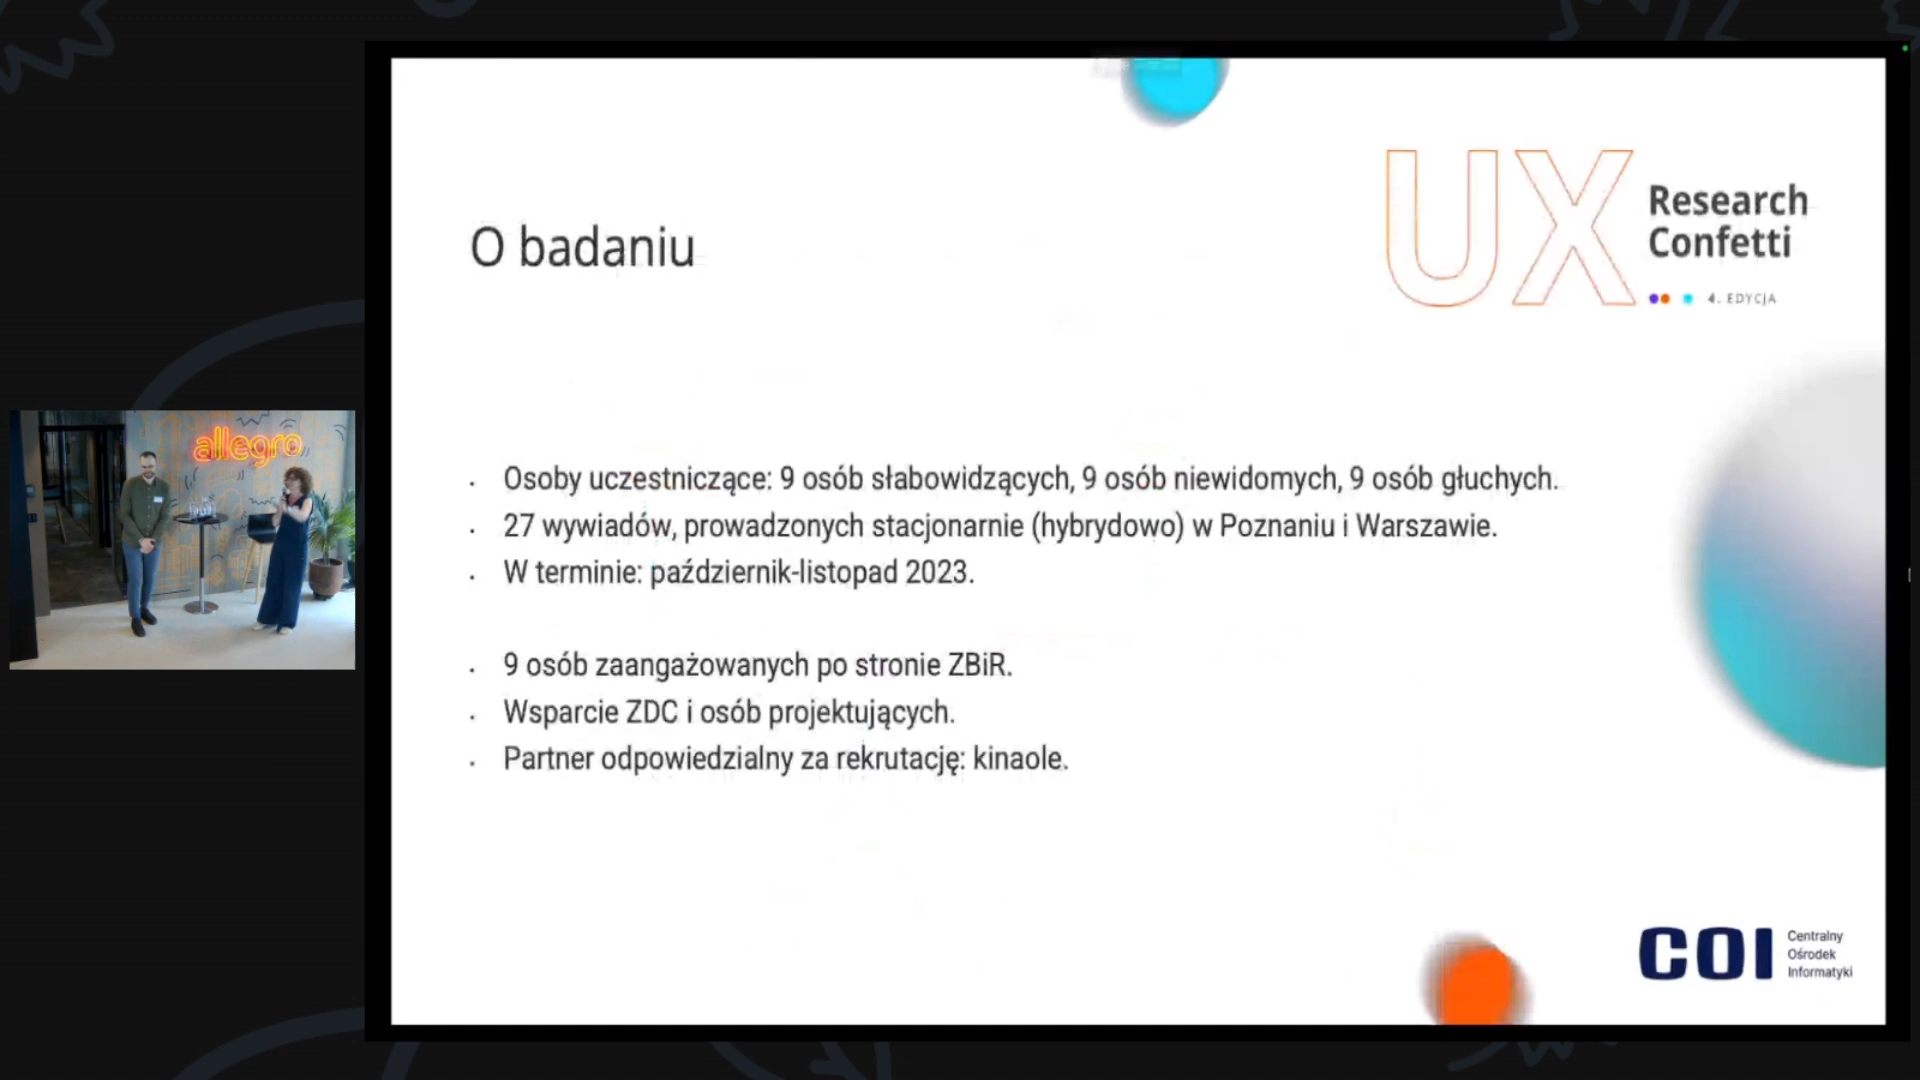 UX
Research
Confetti
4. EDYCJA
O badaniu
allegro
Osoby uczestniczące: 9 osób słabowidzących, 9 osób niewidomych, 9 osób głuchych.
27 wywiadów, prowadzonych stacjonarnie (hybrydowo) w Poznaniu i Warszawie.
W terminie: październik-listopad 2023.
9 osób zaangażowanych po stronie ZBiR.
Wsparcie ZDC i osób projektujących.
Partner odpowiedzialny za rekrutację: kinaole.
COI
Centralny
Ośrodek
Informatyki